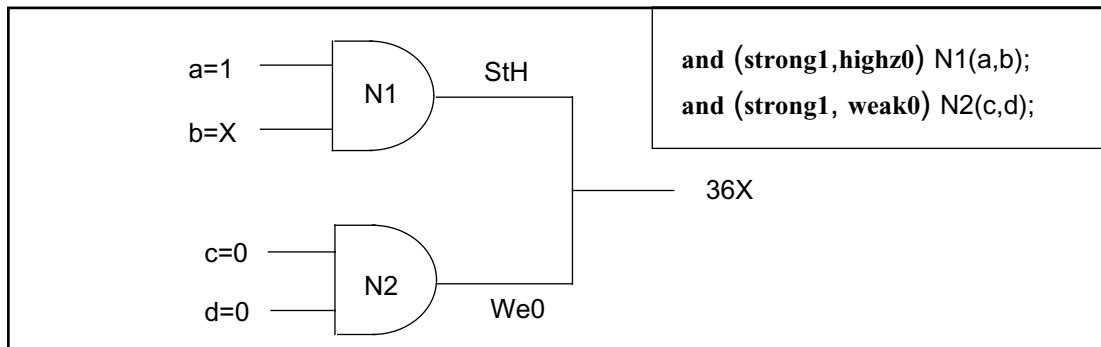 a=1
b=X
N1
StH
and (strong1,highz0) N1(a,b);
and (strong1, weak0) N2(c,d);
36X
c=0
d=0
N2
We0